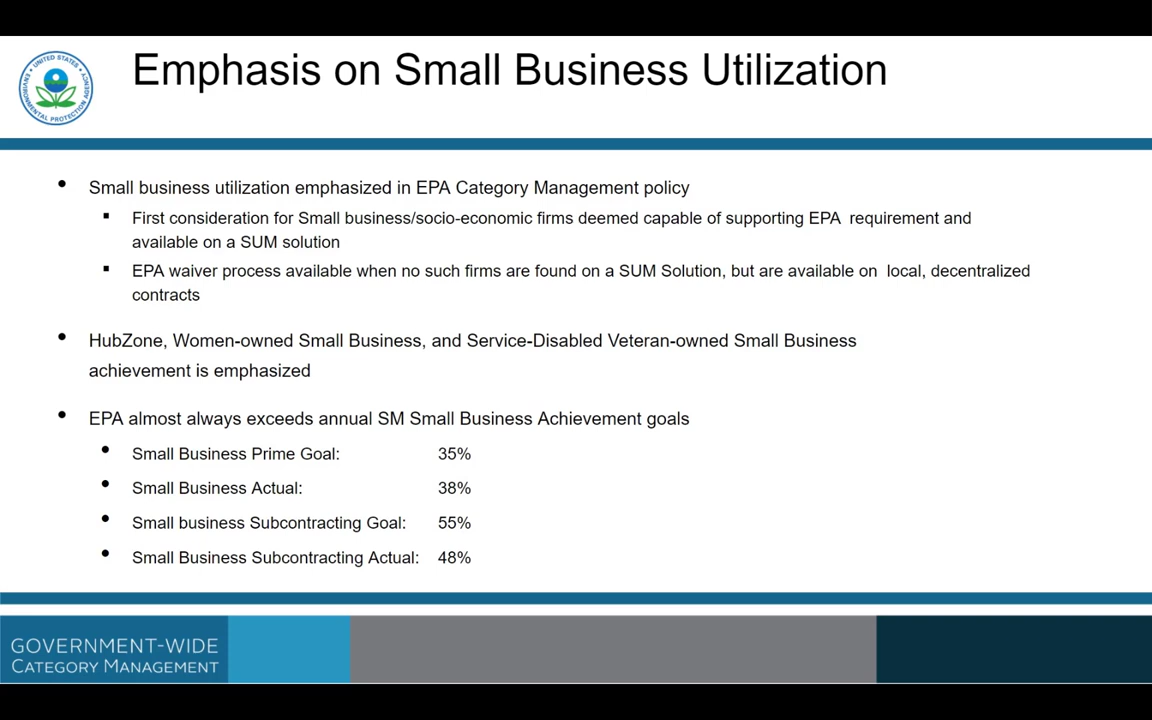 UNITED STATES
ENVIRONMENTAL PROTECTION AGENCY
Emphasis on Small Business Utilization
• Small business utilization emphasized in EPA Category Management policy
▪ First consideration for Small business/socio-economic firms deemed capable of supporting EPA requirement and
available on a SUM solution
▪ EPA waiver process available when no such firms are found on a SUM Solution, but are available on local, decentralized
contracts
• HubZone, Women-owned Small Business, and Service-Disabled Veteran-owned Small Business
achievement is emphasized
• EPA almost always exceeds annual SM Small Business Achievement goals
• Small Business Prime Goal: 35%
• Small Business Actual: 38%
• Small business Subcontracting Goal: 55%
• Small Business Subcontracting Actual: 48%
GOVERNMENT-WIDE
CATEGORY MANAGEMENT